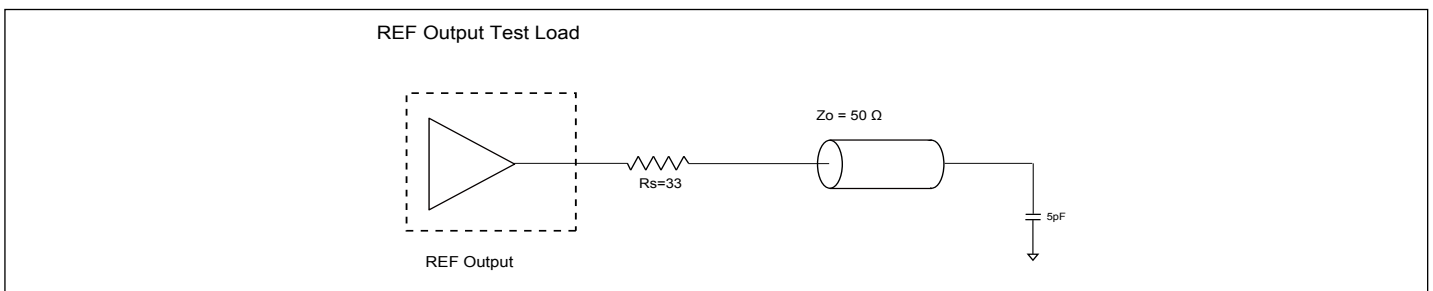 REF Output Test Load
Zo = 50 Ω
Rs=33
5pF
REF Output